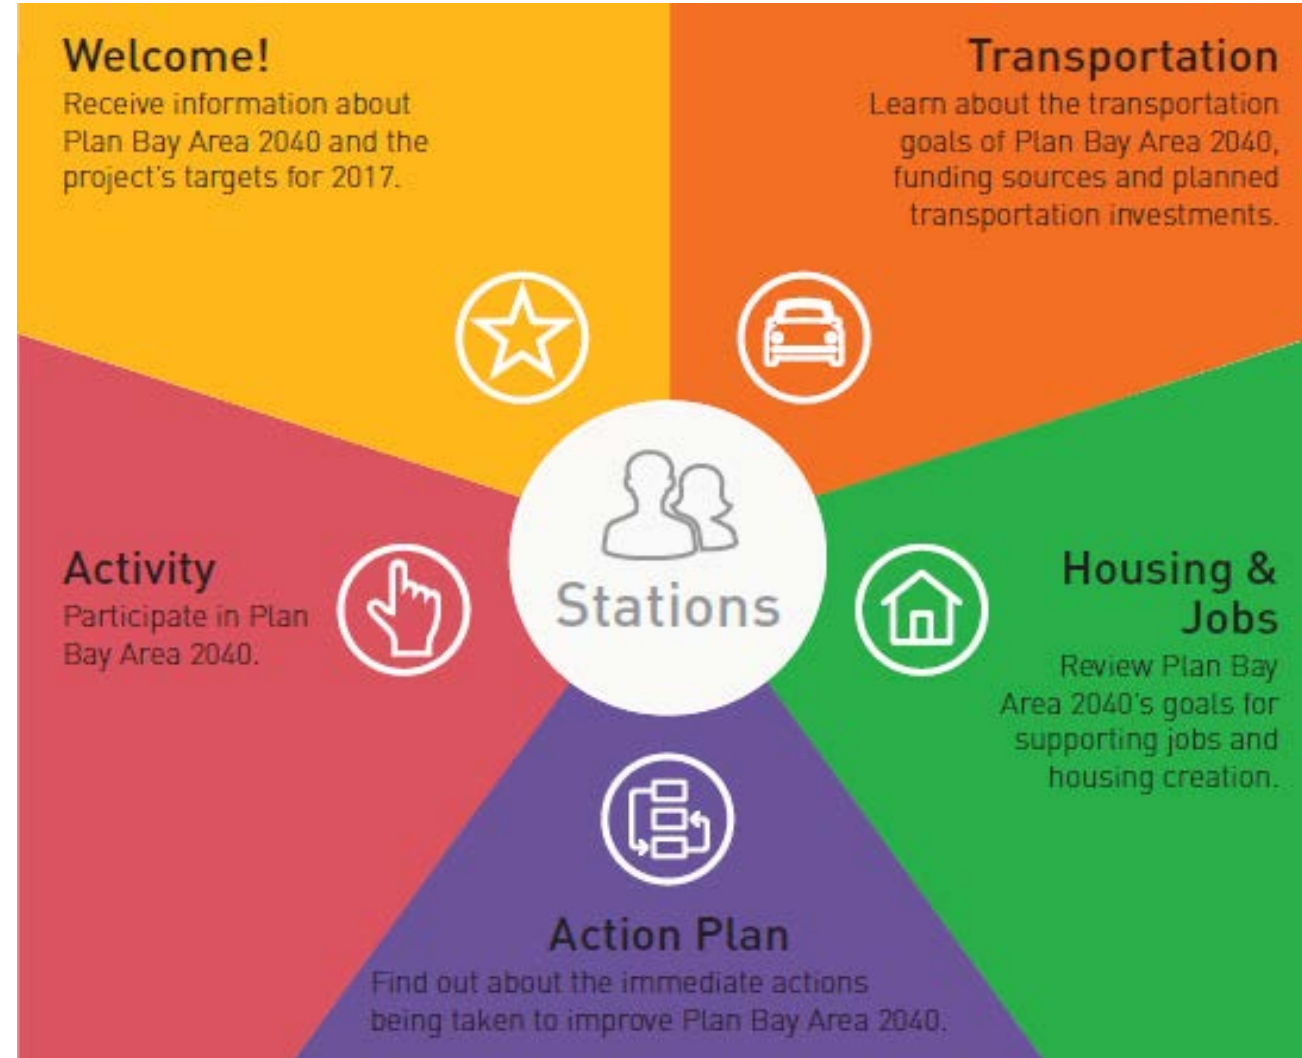 Welcome!
Receive information about
Plan Bay Area 2040 and the
project's targets for 2017.
Transportation
Learn about the transportation
goals of Plan Bay Area 2040,
funding sources and planned
transportation investments.
Stations
Activity
Participate in Plan
Bay Area 2040.
Housing &
Jobs
Review Plan Bay
Area 2040's goals for
supporting jobs and
housing creation.
Action Plan
Find out about the immediate actions
being taken to improve Plan Bay Area 2040.